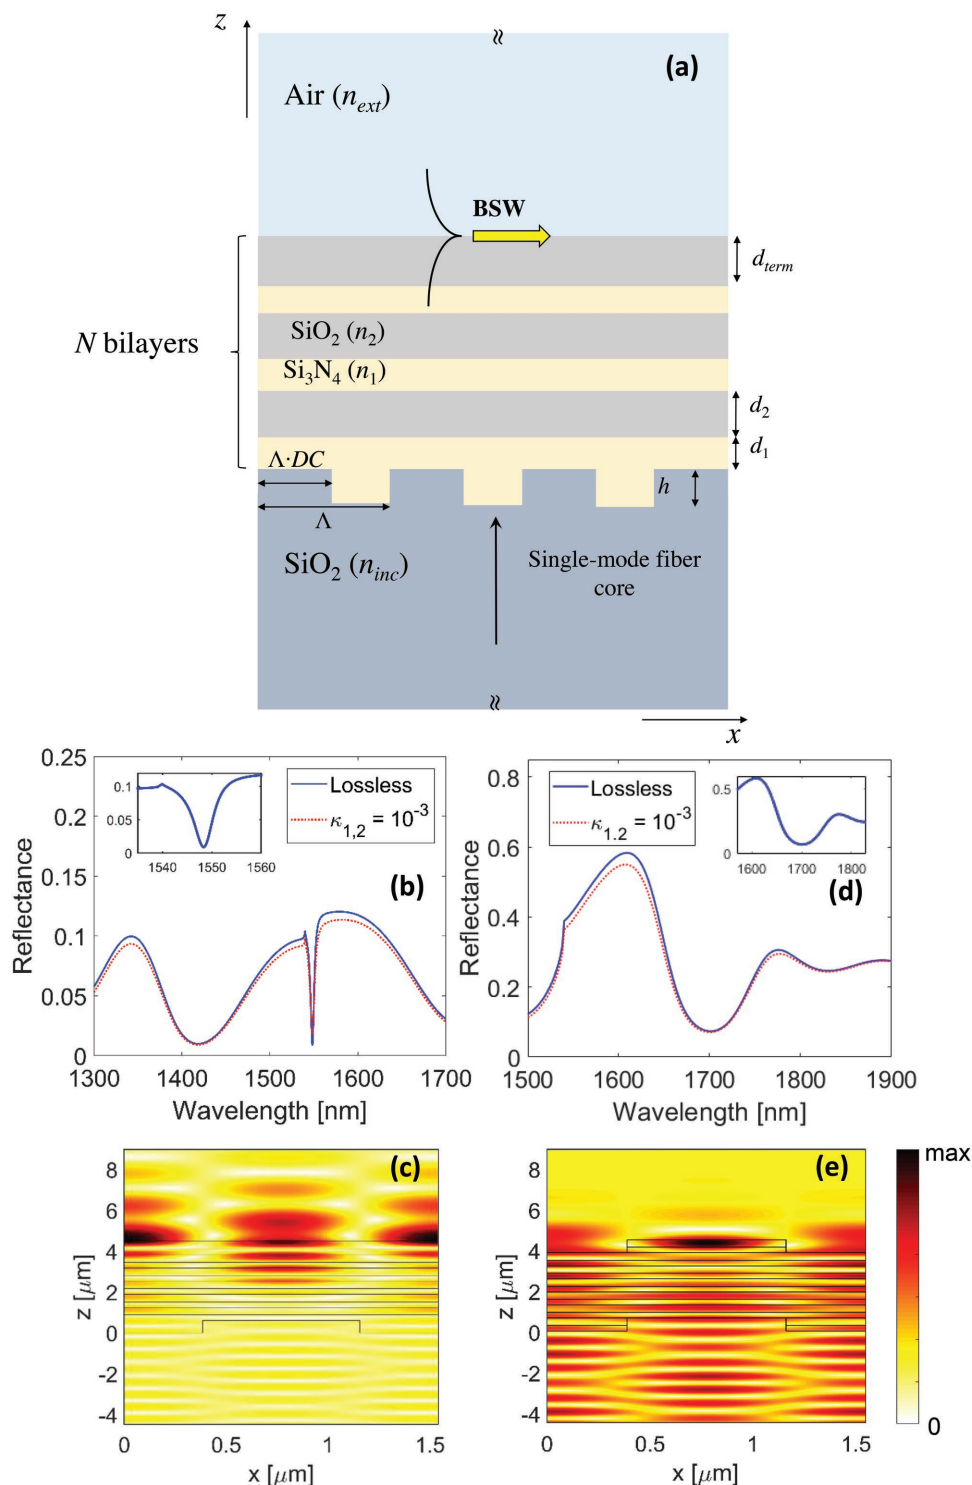 z
(a)
Air (n_ext)
BSW
d_term
N bilayers
SiO₂ (n₂)
Si₃N₄ (n₁)
d₂
d₁
Λ·DC
h
Λ
SiO₂ (n_inc)
Single-mode fiber
core
x
0.25
0.2
0.15
0.1
0.05
0
Reflectance
0.1
0.05
0
1540
1550
1560
Lossless
κ₁,₂ = 10⁻³
(b)
1300
1400
1500
1600
1700
Wavelength [nm]
0.8
0.6
0.4
0.2
0
Reflectance
Lossless
κ₁.₂ = 10⁻³
0.5
0
1600
1700
1800
(d)
1500
1600
1700
1800
1900
Wavelength [nm]
(c)
8
6
4
2
0
-2
-4
z [μm]
0
0.5
1
1.5
x [μm]
(e)
8
6
4
2
0
-2
-4
z [μm]
0
0.5
1
1.5
x [μm]
max
0